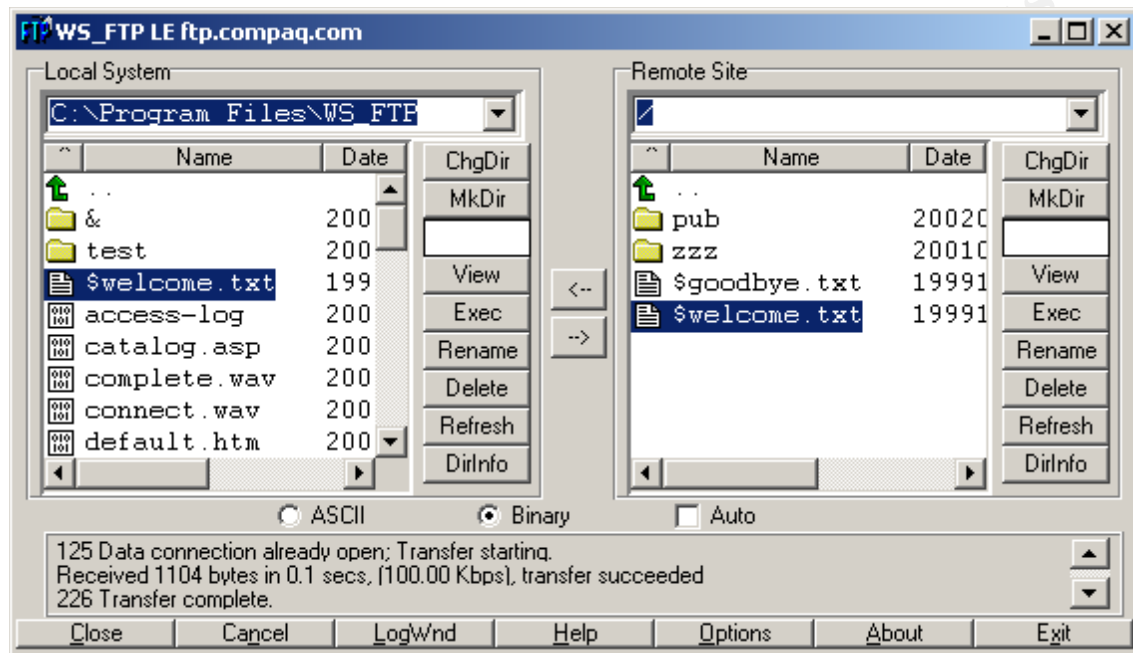 WS_FTP LE ftp.compaq.com
Local System
C:\Program Files\WS_FTP
^ Name Date
..
& 200
test 200
$welcome.txt 199
access-log 200
catalog.asp 200
complete.wav 200
connect.wav 200
default.htm 200
ChgDir
MkDir
View
Exec
Rename
Delete
Refresh
DirInfo
<--
-->
Remote Site
/
^ Name Date
..
pub 20020
zzz 20010
$goodbye.txt 19991
$welcome.txt 19991
ChgDir
MkDir
View
Exec
Rename
Delete
Refresh
DirInfo
ASCII Binary Auto
125 Data connection already open; Transfer starting.
Received 1104 bytes in 0.1 secs, (100.00 Kbps), transfer succeeded
226 Transfer complete.
Close Cancel LogWnd Help Options About Exit